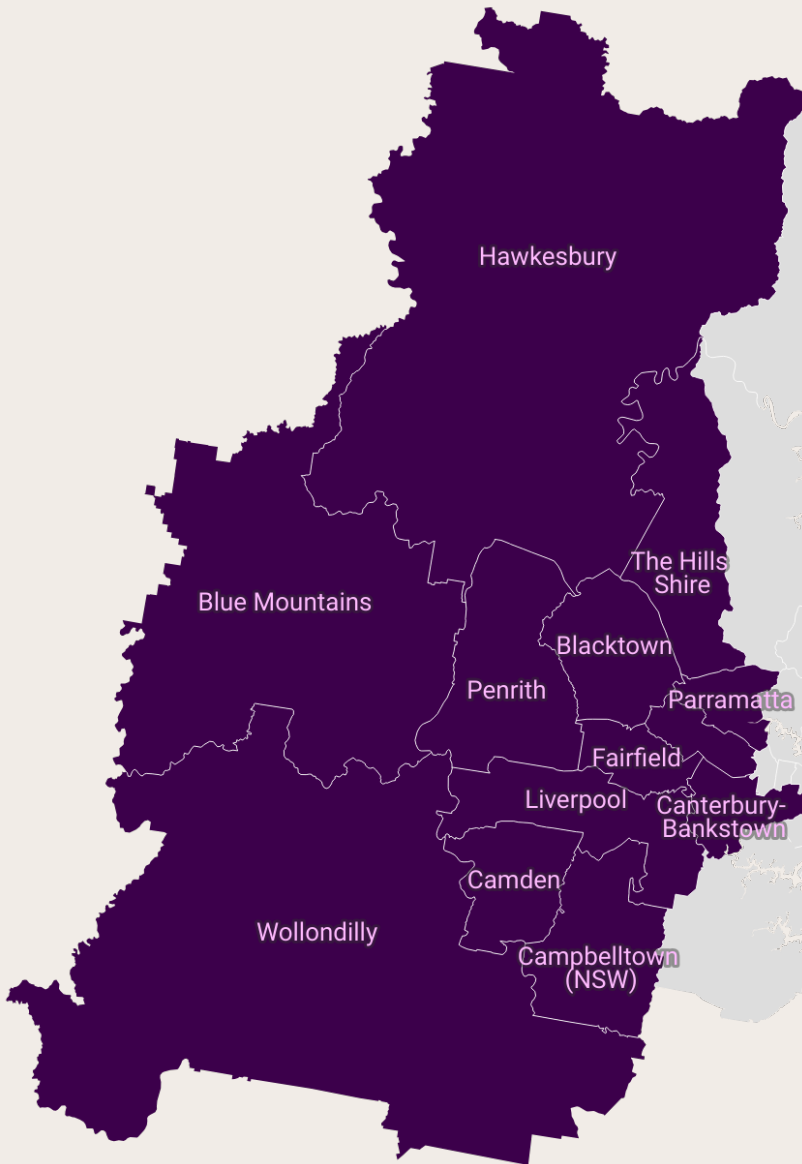 Hawkesbury
The Hills
Shire
Blue Mountains
Blacktown
Penrith
Parramatta
Fairfield
Liverpool
Canterbury-
Bankstown
Camden
Wollondilly
Campbelltown
(NSW)